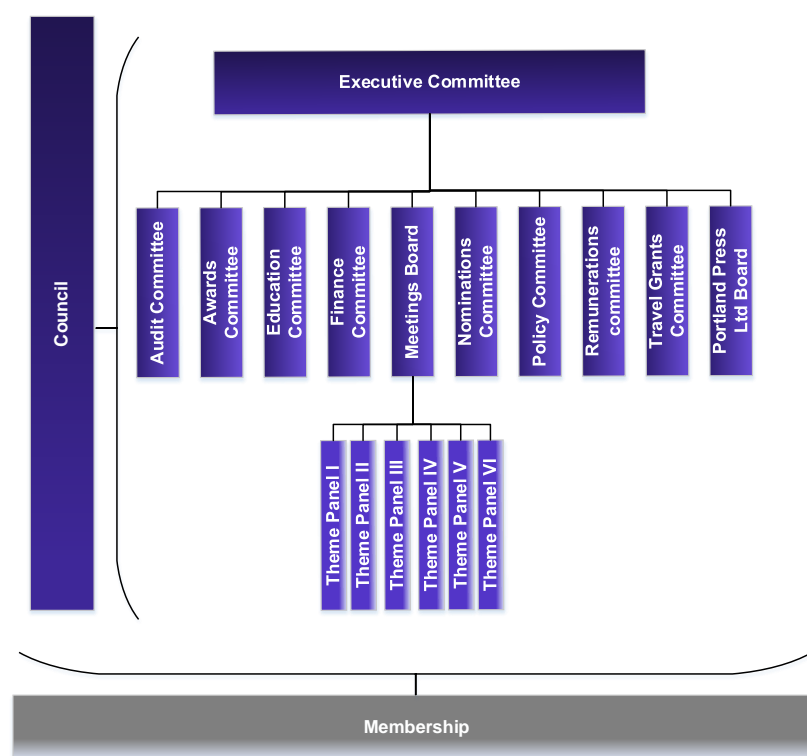 Executive Committee
Council
Audit Committee
Awards
Committee
Education
Committee
Finance
Committee
Meetings Board
Nominations
Committee
Policy Committee
Remunerations
committee
Travel Grants
Committee
Portland Press
Ltd Board
Theme Panel I
Theme Panel II
Theme Panel III
Theme Panel IV
Theme Panel V
Theme Panel VI
Membership